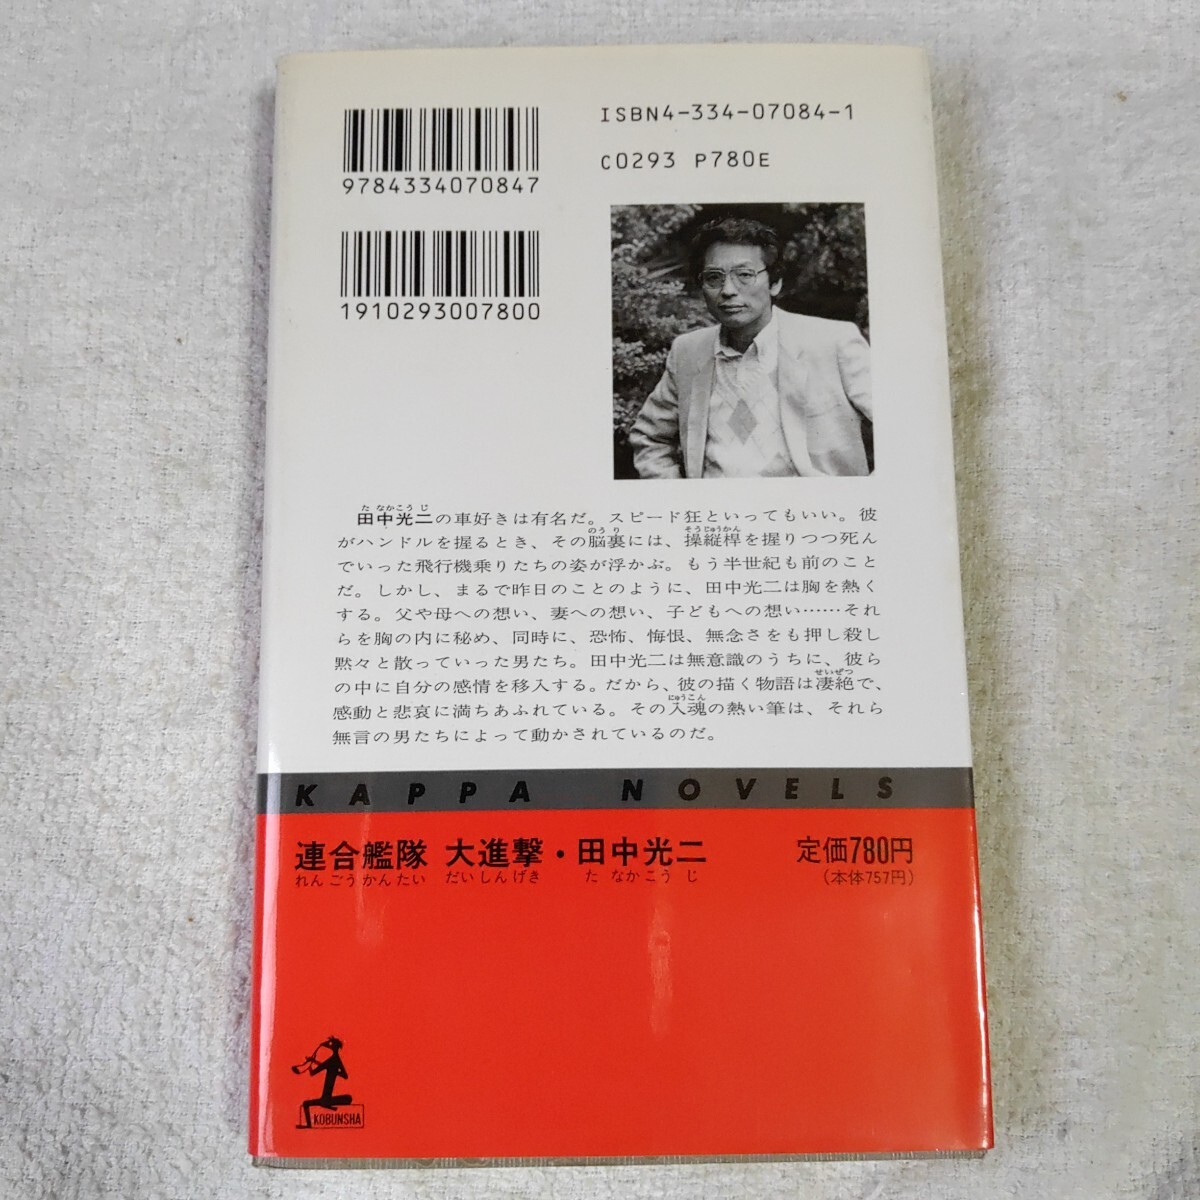 ISBN4-334-07084-1
C0293 P780E
9784334070847
1910293007800
田中光二の車好きは有名だ。スピード狂といってもいい。彼
がハンドルを握るとき、その脳裏には、操縦桿を握りつつ死ん
でいった飛行機乗りたちの姿が浮かぶ。もう半世紀も前のこと
だ。しかし、まるで昨日のことのように、田中光二は胸を熱く
する。父や母への想い、妻への想い、子どもへの想い……それ
らを胸の内に秘め、同時に、恐怖、悔恨、無念さをも押し殺し
黙々と散っていった男たち。田中光二は無意識のうちに、彼ら
の中に自分の感情を移入する。だから、彼の描く物語は凄絶で、
感動と悲哀に満ちあふれている。その入魂の熱い筆は、それら
無言の男たちによって動かされているのだ。
KAPPA NOVELS
連合艦隊 大進撃・田中光二 定価780円
れんごうかんたい だいしんげき たなかこうじ (本体757円)
KOBUNSHA